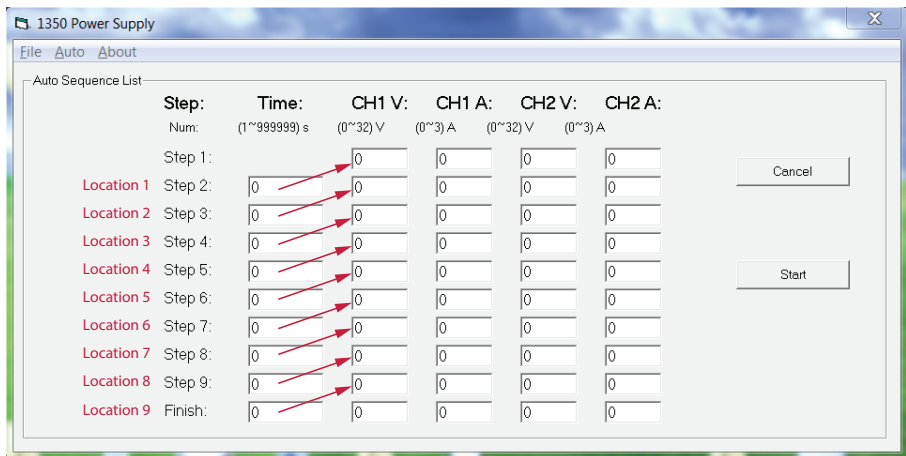 1350 Power Supply
X
File Auto About
Auto Sequence List
Step: Time: CH1 V: CH1 A: CH2 V: CH2 A:
Num: (1~999999) s (0~32) V (0~3) A (0~32) V (0~3) A
Step 1: 0 0 0 0
Cancel
Location 1 Step 2: 0 0 0 0 0
Location 2 Step 3: 0 0 0 0 0
Location 3 Step 4: 0 0 0 0 0
Location 4 Step 5: 0 0 0 0 0
Start
Location 5 Step 6: 0 0 0 0 0
Location 6 Step 7: 0 0 0 0 0
Location 7 Step 8: 0 0 0 0 0
Location 8 Step 9: 0 0 0 0 0
Location 9 Finish: 0 0 0 0 0